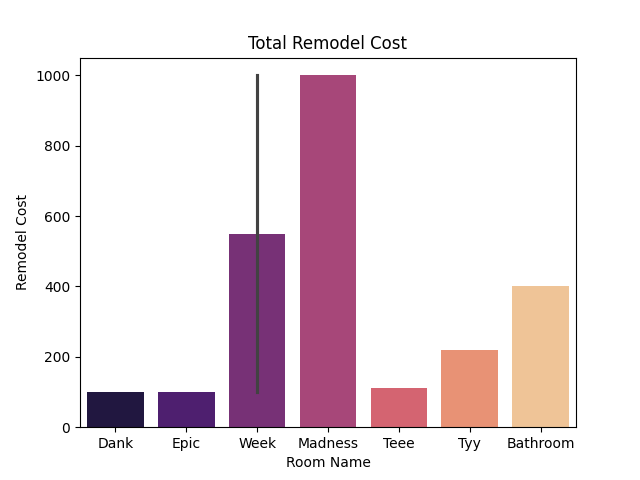 Total Remodel Cost
Remodel Cost
1000
800
600
400
200
0
Dank Epic Week Madness Teee Tyy Bathroom
Room Name